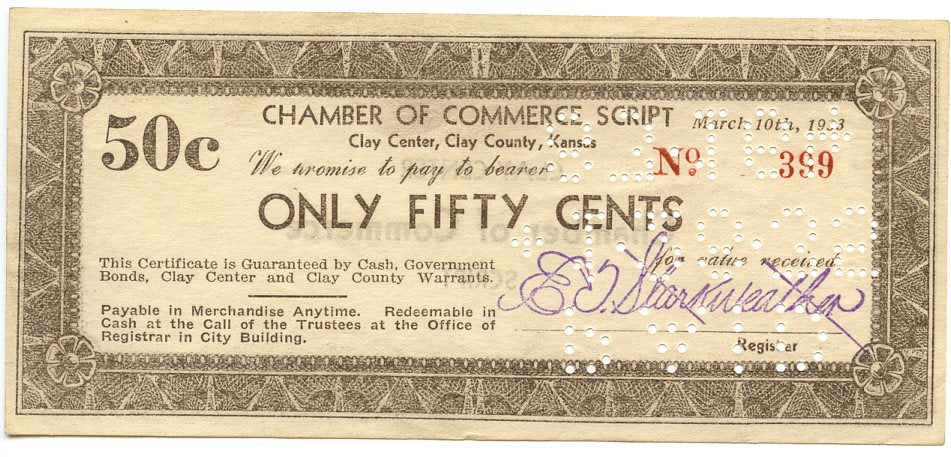 50c
CHAMBER OF COMMERCE SCRIPT
Clay Center, Clay County, Kansas
March 10th, 1933
We promise to pay to bearer
No. 399
ONLY FIFTY CENTS
for value received
This Certificate is Guaranteed by Cash, Government
Bonds, Clay Center and Clay County Warrants.
Payable in Merchandise Anytime. Redeemable in
Cash at the Call of the Trustees at the Office of
Registrar in City Building.
E. J. Starkweather
Register